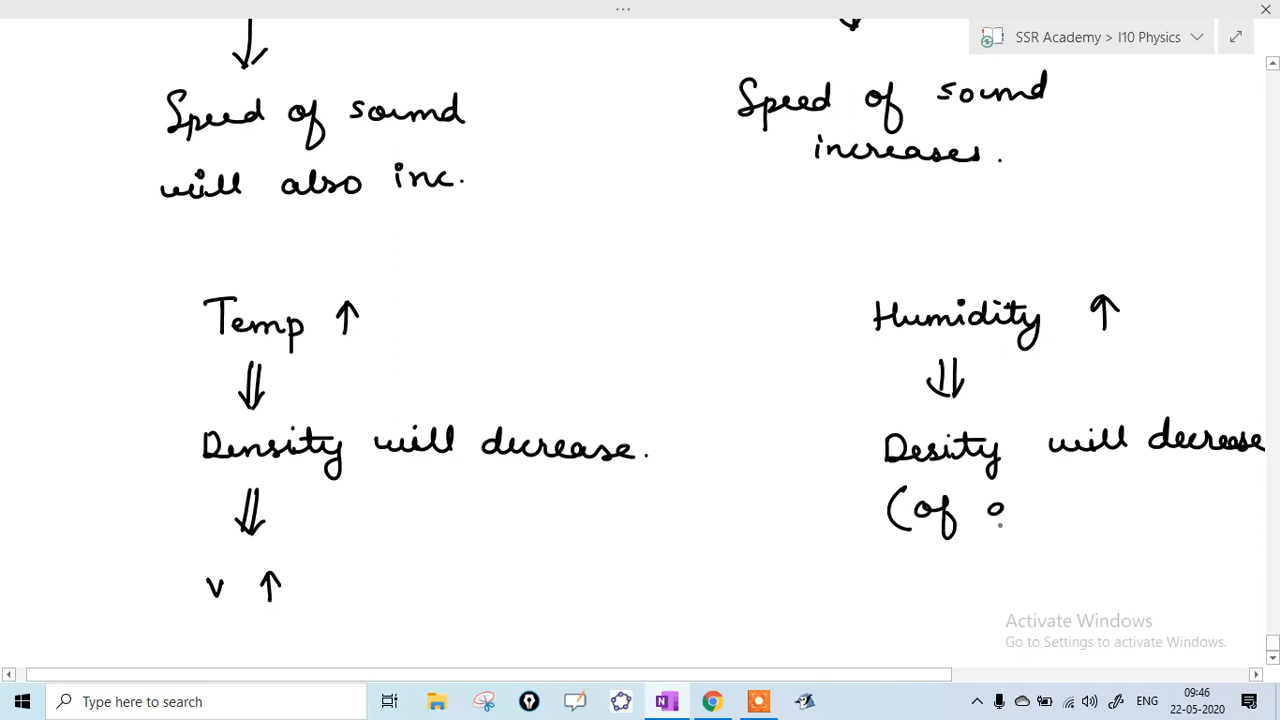 SSR Academy > I10 Physics
Speed of sound
will also inc.
Speed of sound
increases.
Temp ↑
Density will decrease.
v ↑
Humidity ↑
Desity will decrease
(of
Activate Windows
Go to Settings to activate Windows.
Type here to search
ENG
09:46
22-05-2020